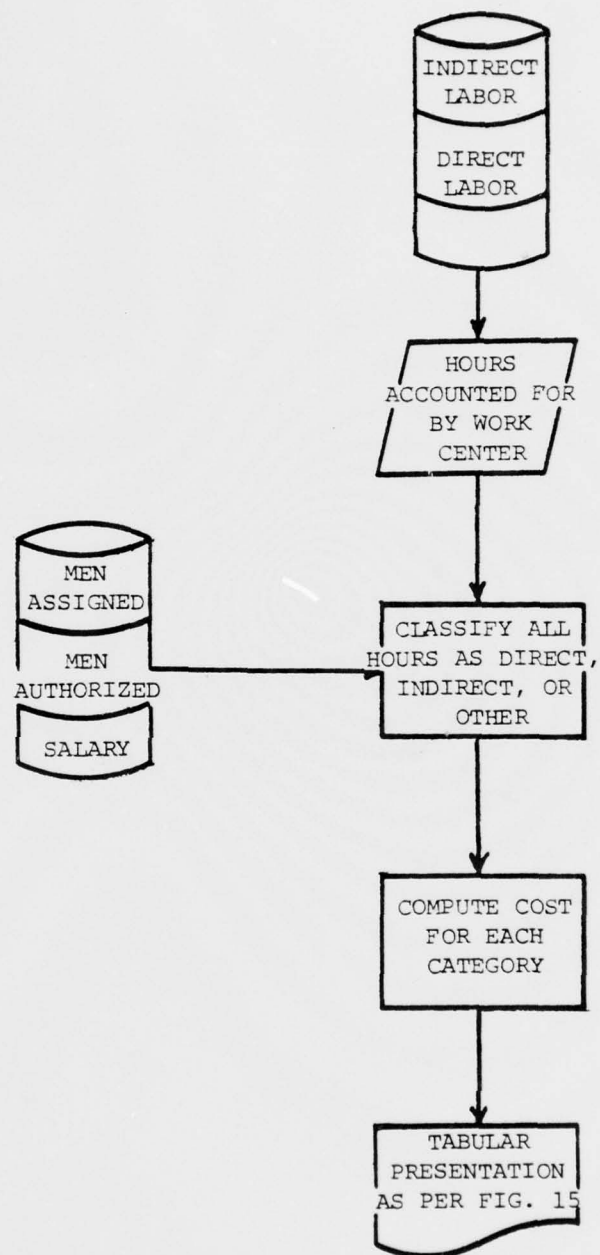 INDIRECT
LABOR
DIRECT
LABOR
HOURS
ACCOUNTED FOR
BY WORK
CENTER
MEN
ASSIGNED
MEN
AUTHORIZED
SALARY
CLASSIFY ALL
HOURS AS DIRECT,
INDIRECT, OR
OTHER
COMPUTE COST
FOR EACH
CATEGORY
TABULAR
PRESENTATION
AS PER FIG. 15